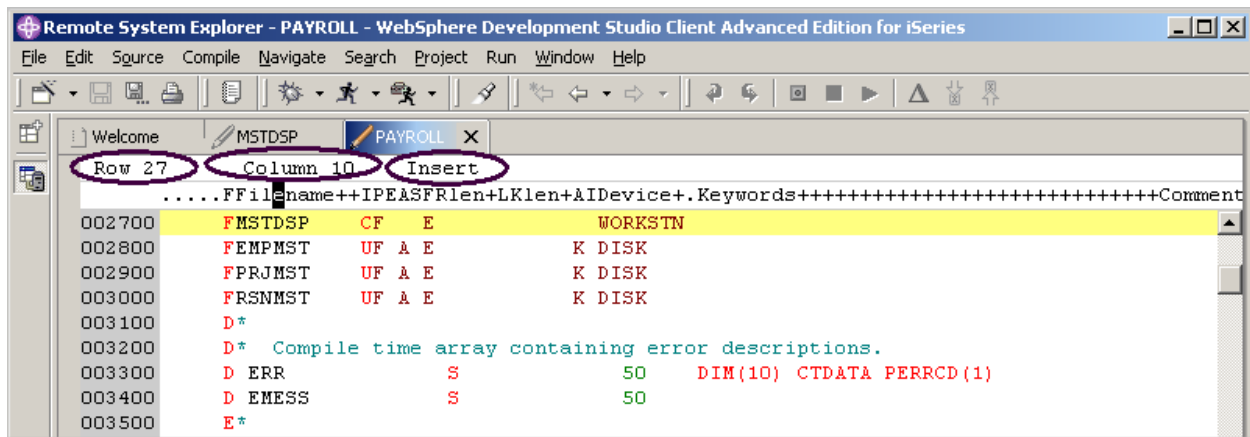 Remote System Explorer - PAYROLL - WebSphere Development Studio Client Advanced Edition for iSeries
File Edit Source Compile Navigate Search Project Run Window Help
Welcome MSTDSP PAYROLL
Row 27 Column 10 Insert
.....FFilename++IPEASFRlen+LKlen+AIDevice+.Keywords+++++++++++++++++++++++++++++Comment
002700 FMSTDSP CF E WORKSTN
002800 FEMPMST UF A E K DISK
002900 FPRJMST UF A E K DISK
003000 FRSNMST UF A E K DISK
003100 D*
003200 D* Compile time array containing error descriptions.
003300 D ERR S 50 DIM(10) CTDATA PERRCD(1)
003400 D EMESS S 50
003500 E*